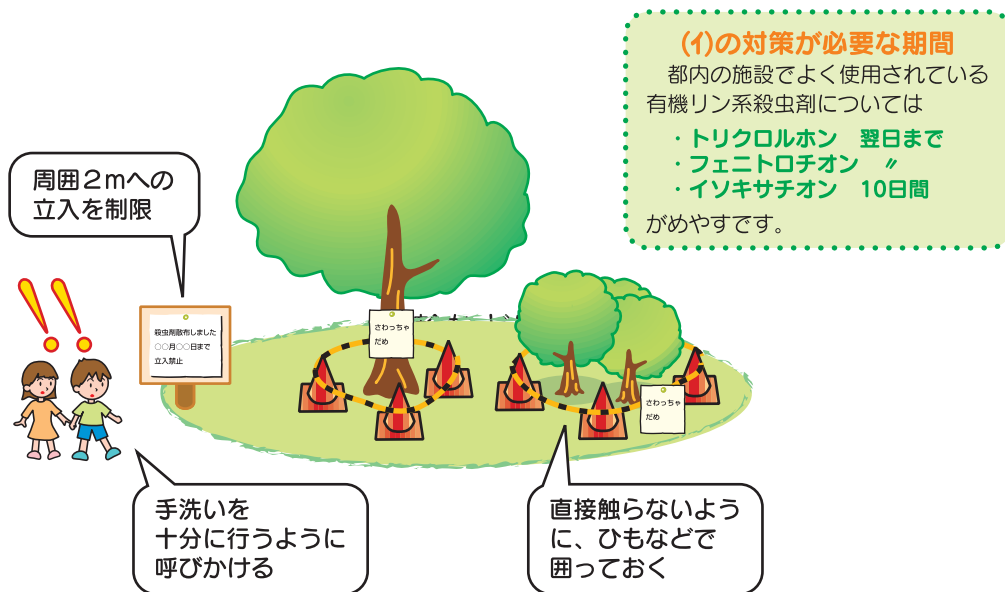 (イ)の対策が必要な期間
都内の施設でよく使用されている
有機リン系殺虫剤については
・トリクロルホン　翌日まで
・フェニトロチオン　〃
・イソキサチオン　10日間
がめやすです。
周囲2mへの
立入を制限
殺虫剤散布しました
○○月○○日まで
立入禁止
さわっちゃ
だめ
さわっちゃ
だめ
手洗いを
十分に行うように
呼びかける
直接触らないよう
に、ひもなどで
囲っておく